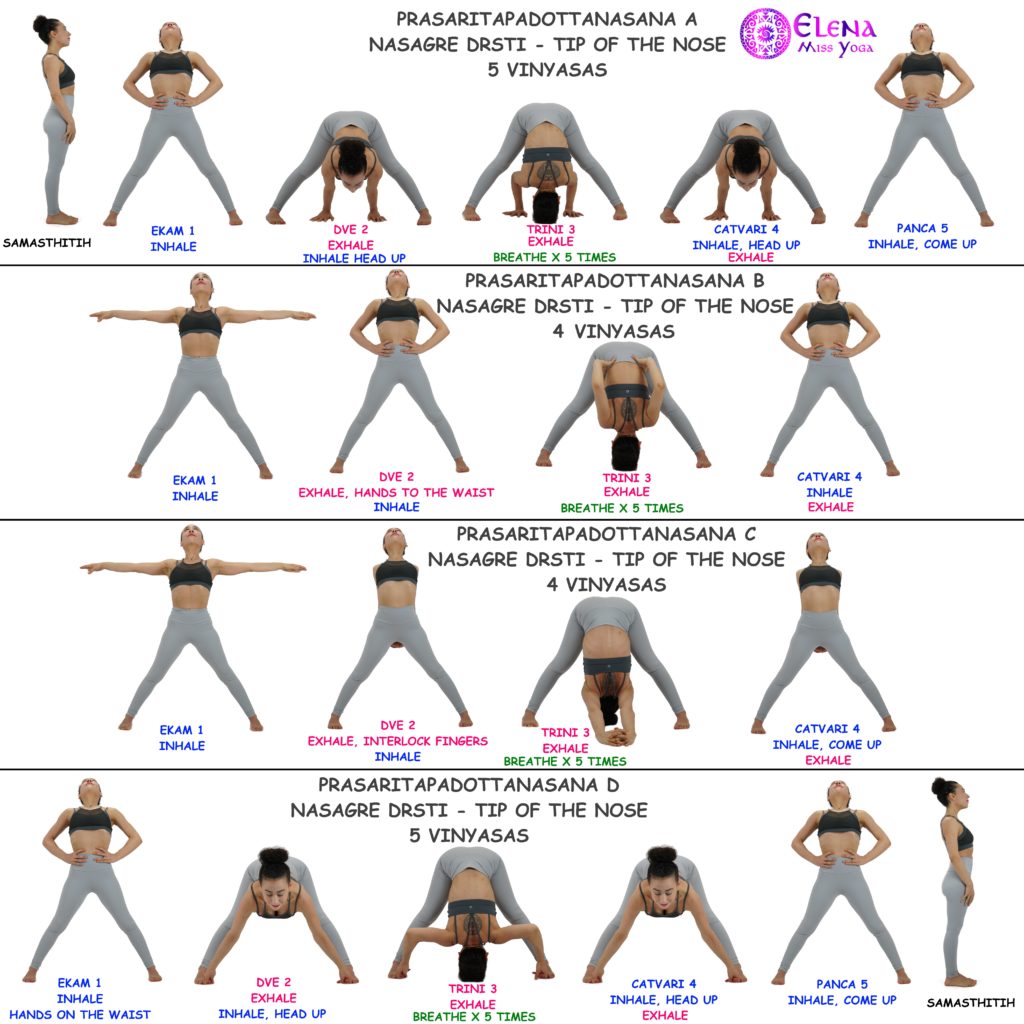 PRASARITAPADOTTANASANA A
NASAGRE DRSTI - TIP OF THE NOSE
5 VINYASAS
ELENA
MISS YOGA
SAMASTHITIH
EKAM 1
INHALE
DVE 2
EXHALE
INHALE HEAD UP
TRINI 3
EXHALE
BREATHE X 5 TIMES
CATVARI 4
INHALE, HEAD UP
EXHALE
PANCA 5
INHALE, COME UP
PRASARITAPADOTTANASANA B
NASAGRE DRSTI - TIP OF THE NOSE
4 VINYASAS
EKAM 1
INHALE
DVE 2
EXHALE, HANDS TO THE WAIST
INHALE
TRINI 3
EXHALE
BREATHE X 5 TIMES
CATVARI 4
INHALE
EXHALE
PRASARITAPADOTTANASANA C
NASAGRE DRSTI - TIP OF THE NOSE
4 VINYASAS
EKAM 1
INHALE
DVE 2
EXHALE, INTERLOCK FINGERS
INHALE
TRINI 3
EXHALE
BREATHE X 5 TIMES
CATVARI 4
INHALE, COME UP
EXHALE
PRASARITAPADOTTANASANA D
NASAGRE DRSTI - TIP OF THE NOSE
5 VINYASAS
EKAM 1
INHALE
HANDS ON THE WAIST
DVE 2
EXHALE
INHALE, HEAD UP
TRINI 3
EXHALE
BREATHE X 5 TIMES
CATVARI 4
INHALE, HEAD UP
EXHALE
PANCA 5
INHALE, COME UP
SAMASTHITIH